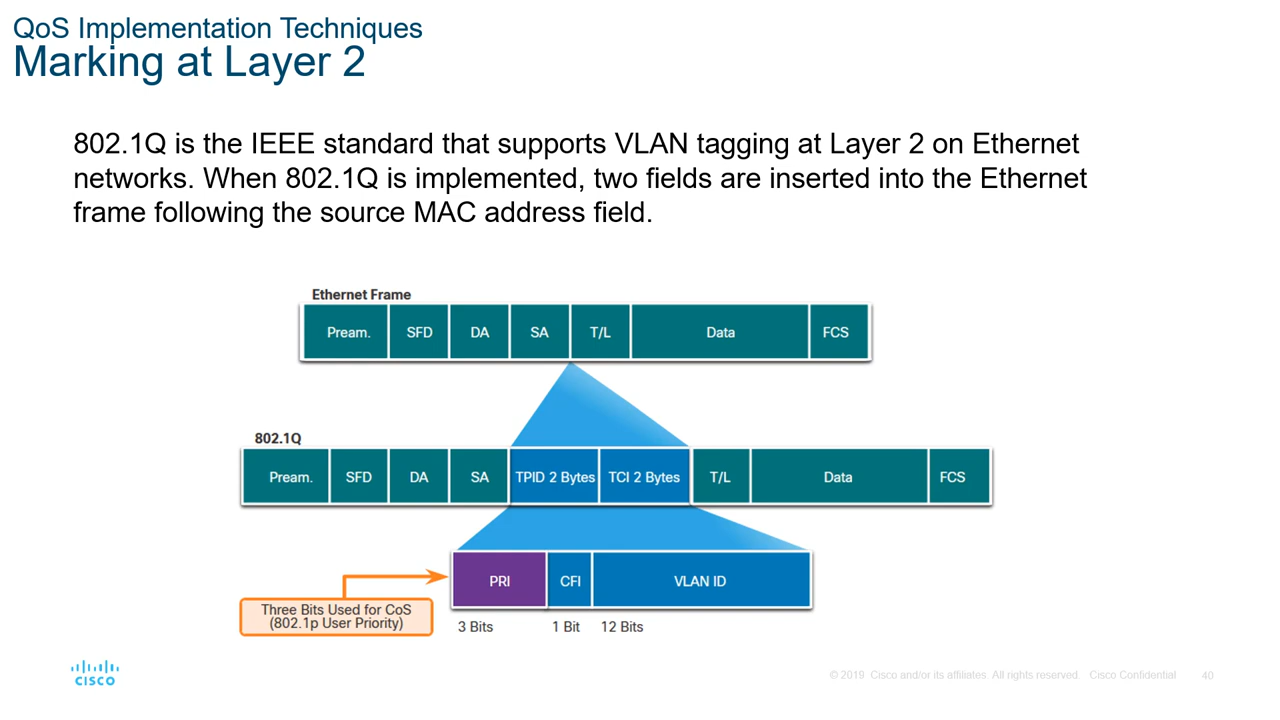 QoS Implementation Techniques
Marking at Layer 2
802.1Q is the IEEE standard that supports VLAN tagging at Layer 2 on Ethernet
networks. When 802.1Q is implemented, two fields are inserted into the Ethernet
frame following the source MAC address field.
Ethernet Frame
Pream. SFD DA SA T/L Data FCS
802.1Q
Pream. SFD DA SA TPID 2 Bytes TCI 2 Bytes T/L Data FCS
PRI CFI VLAN ID
Three Bits Used for CoS
(802.1p User Priority)
3 Bits 1 Bit 12 Bits
CISCO
© 2019 Cisco and/or its affiliates. All rights reserved. Cisco Confidential 40